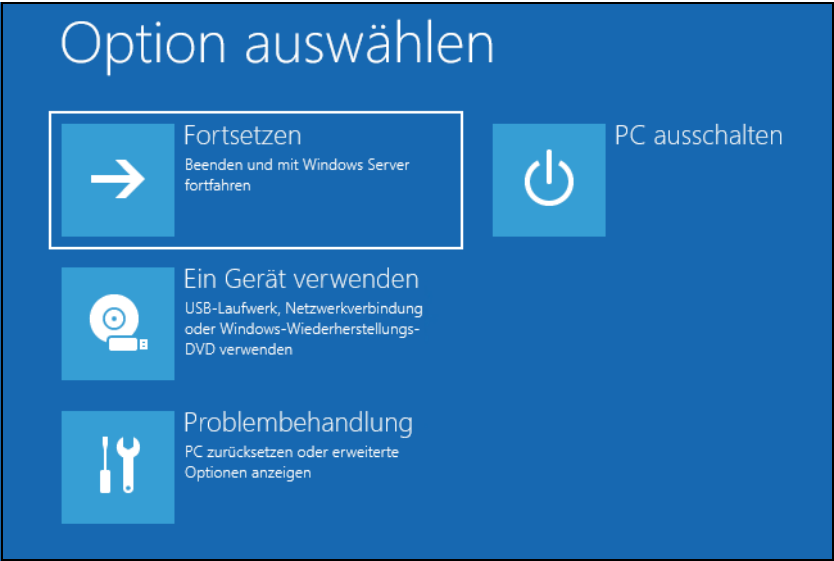 Option auswählen
Fortsetzen
Beenden und mit Windows Server
fortfahren
PC ausschalten
Ein Gerät verwenden
USB-Laufwerk, Netzwerkverbindung
oder Windows-Wiederherstellungs-
DVD verwenden
Problembehandlung
PC zurücksetzen oder erweiterte
Optionen anzeigen